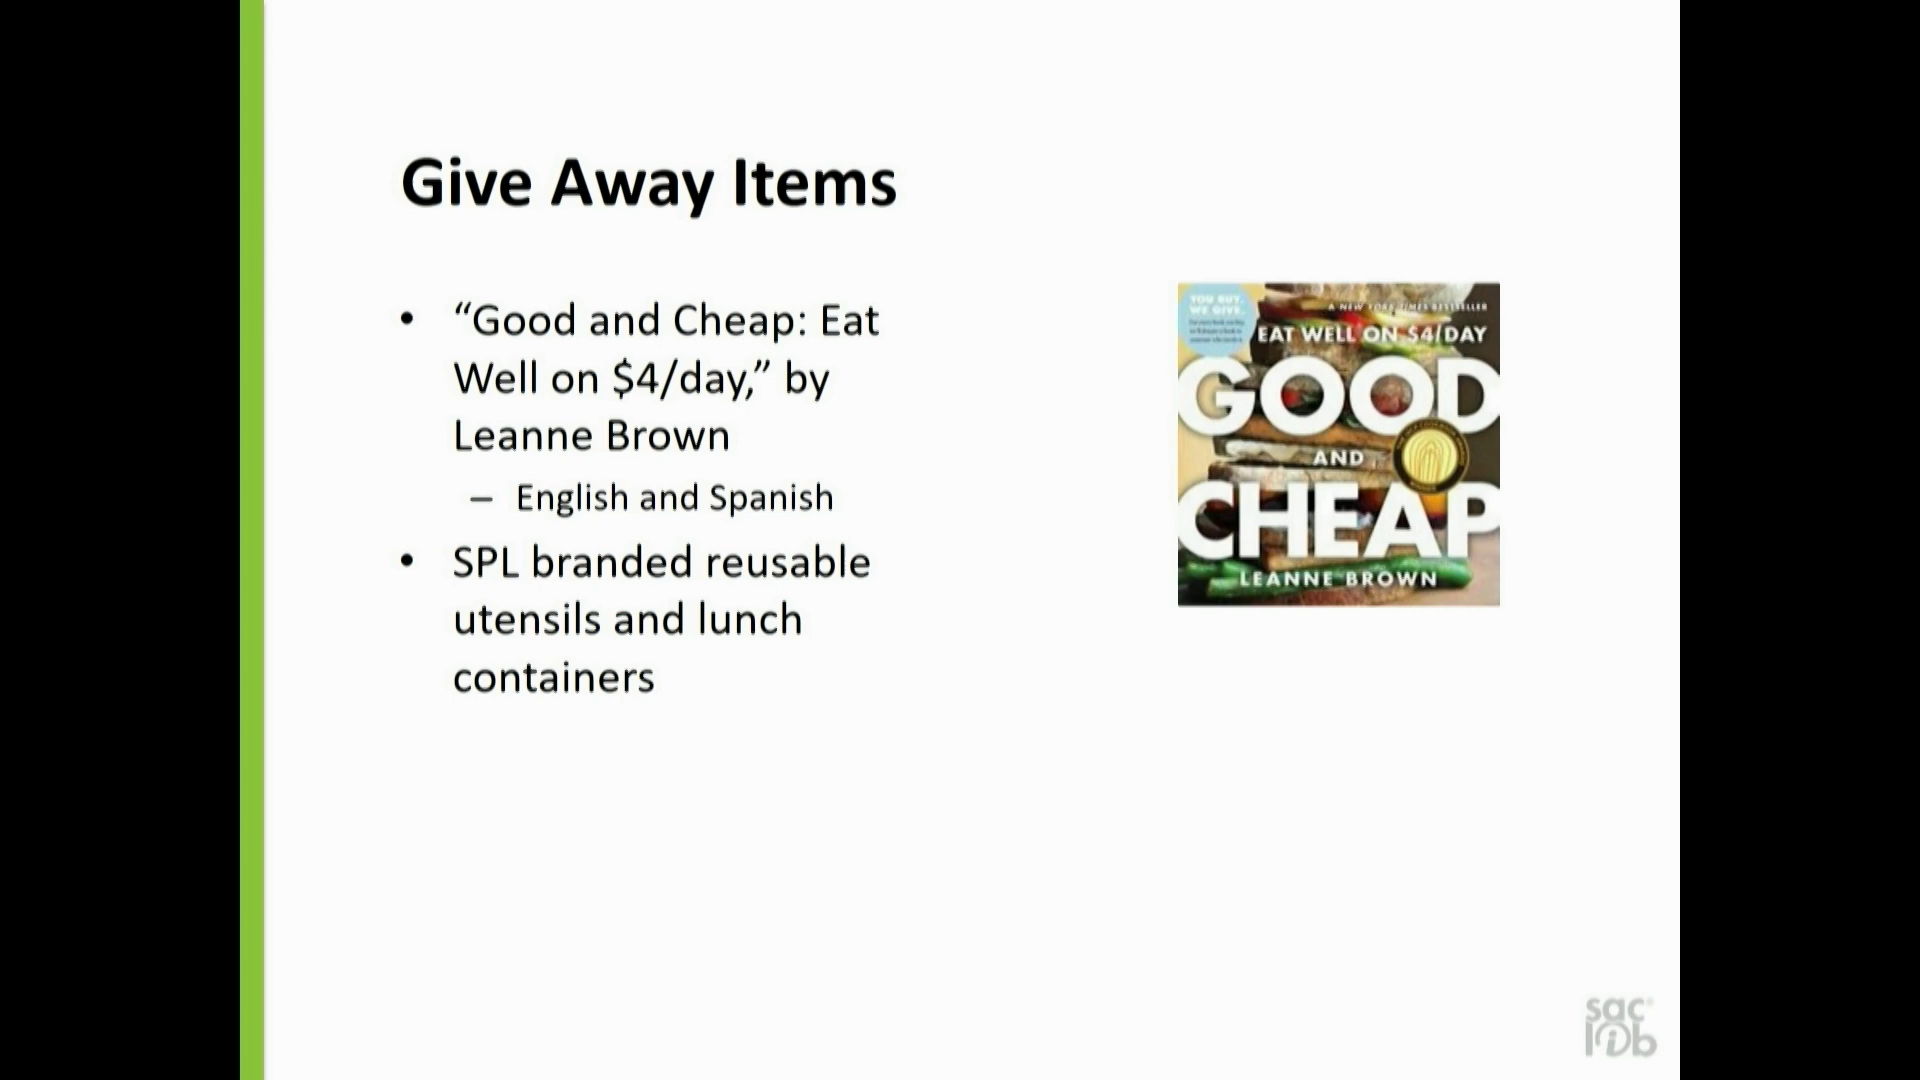 Give Away Items
• “Good and Cheap: Eat
Well on $4/day,” by
Leanne Brown
– English and Spanish
• SPL branded reusable
utensils and lunch
containers
YOU BUY.
WE GIVE.
A NEW YORK TIMES BESTSELLER
EAT WELL ON $4/DAY
GOOD
AND
CHEAP
LEANNE BROWN
sac
lib